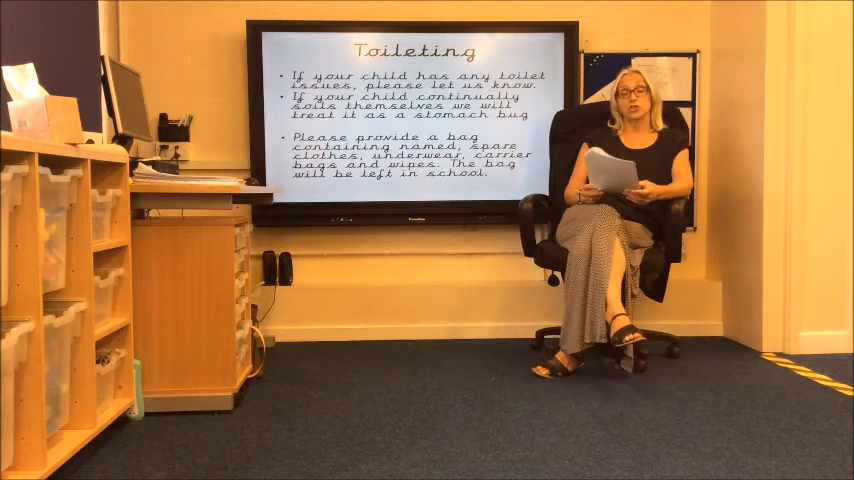 Toileting
• If your child has any toilet
issues, please let us know.
• If your child continually
soils themselves we will
treat it as a stomach bug
• Please provide a bag
containing named, spare
clothes, underwear, carrier
bags and wipes. The bag
will be left in school.